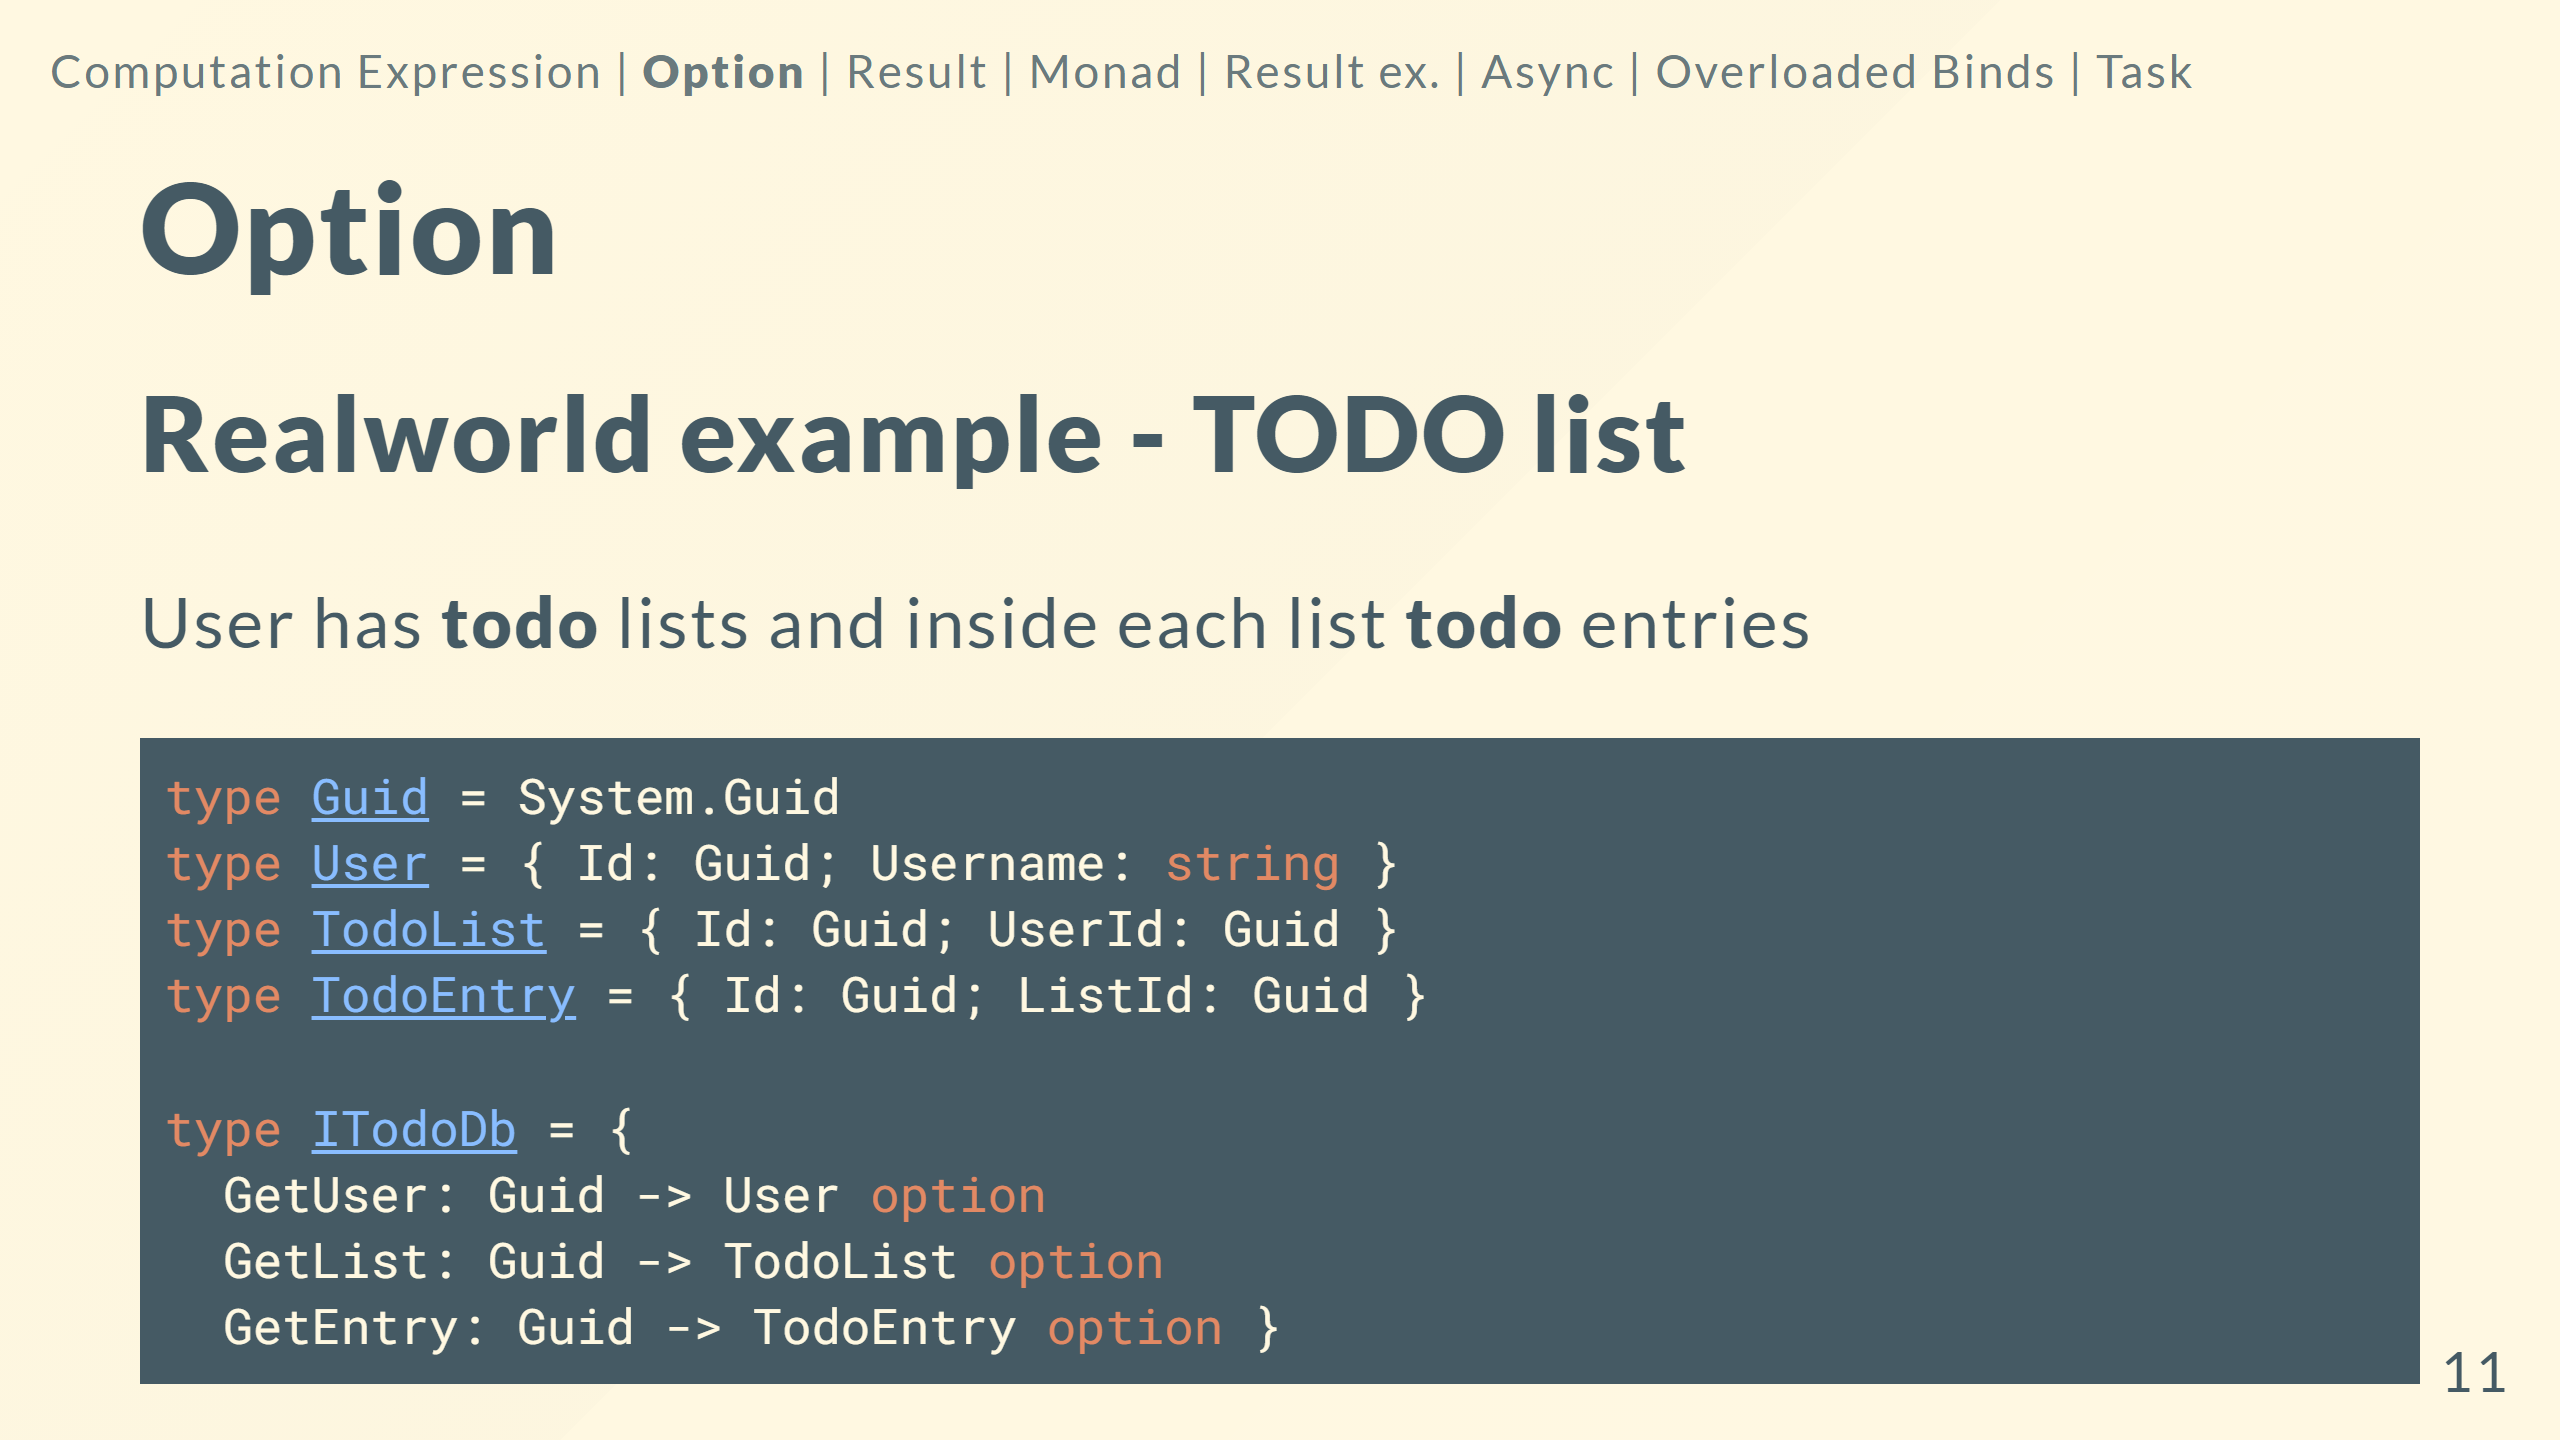 Computation Expression | Option | Result | Monad | Result ex. | Async | Overloaded Binds | Task
Option
Realworld example - TODO list
User has todo lists and inside each list todo entries
type Guid = System.Guid
type User = { Id: Guid; Username: string }
type TodoList = { Id: Guid; UserId: Guid }
type TodoEntry = { Id: Guid; ListId: Guid }
type ITodoDb = {
  GetUser: Guid -> User option
  GetList: Guid -> TodoList option
  GetEntry: Guid -> TodoEntry option }
11